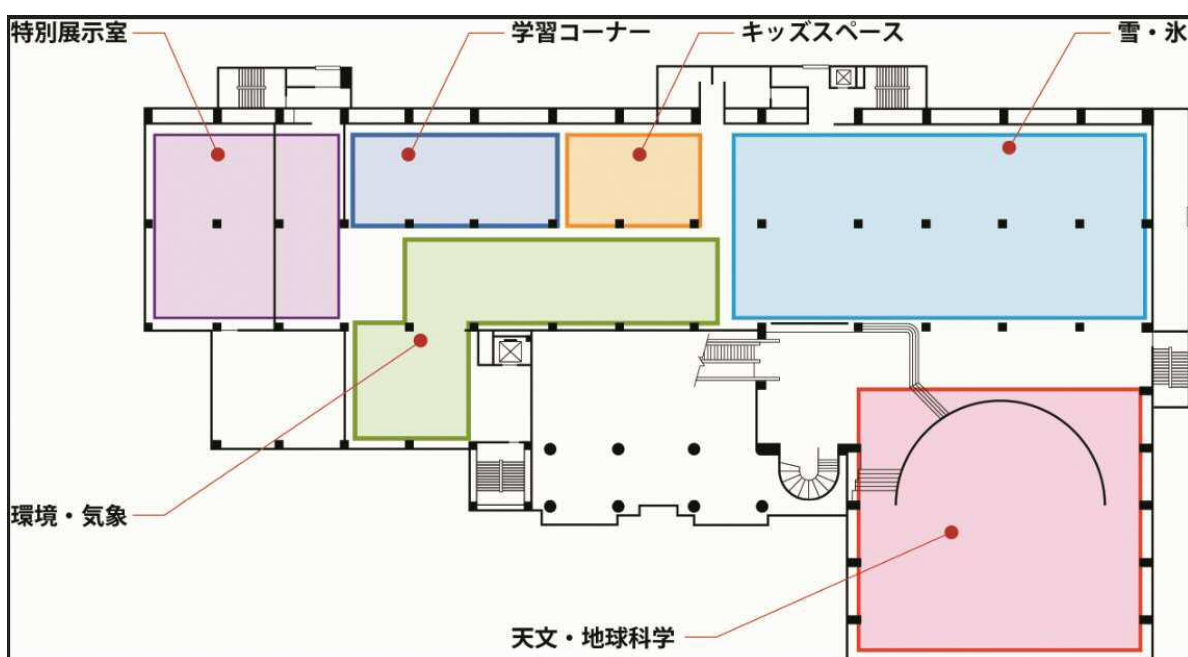 特別展示室
学習コーナー
キッズスペース
雪・氷
環境・気象
天文・地球科学